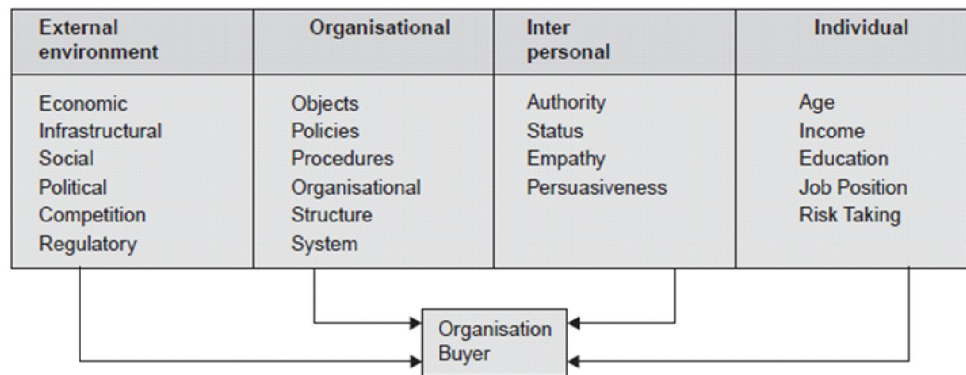 External
environment
Organisational
Inter
personal
Individual
Economic
Infrastructural
Social
Political
Competition
Regulatory
Objects
Policies
Procedures
Organisational
Structure
System
Authority
Status
Empathy
Persuasiveness
Age
Income
Education
Job Position
Risk Taking
Organisation
Buyer